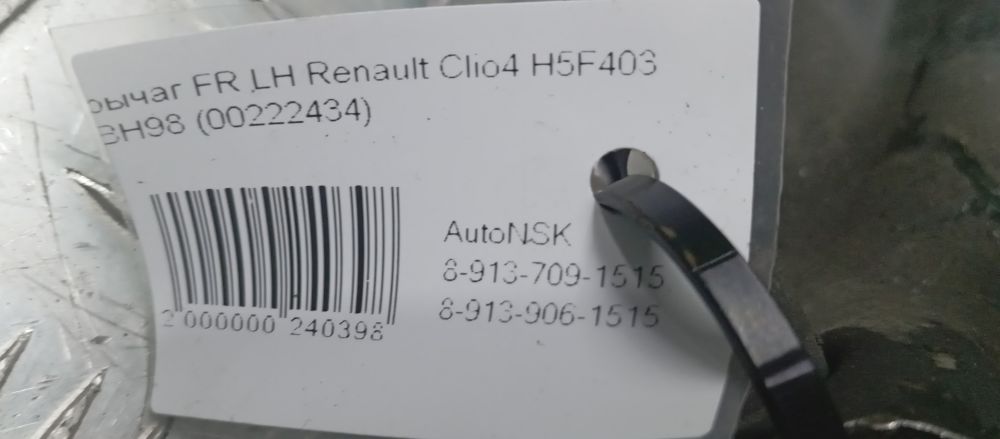 рычаг FR LH Renault Clio4 H5F403
BH98 (00222434)
AutoNSK
8-913-709-1515
8-913-906-1515
2 000000 240398